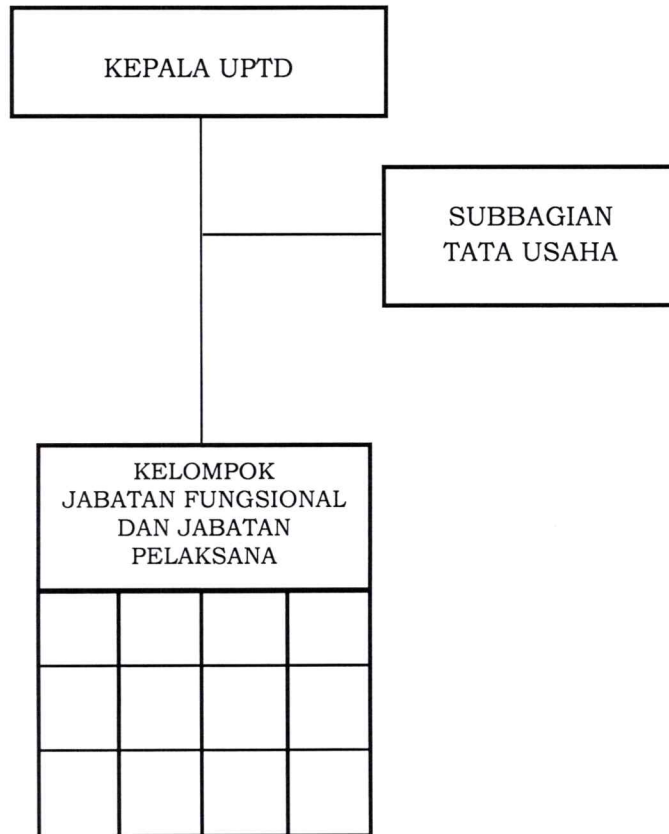 KEPALA UPTD
SUBBAGIAN
TATA USAHA
KELOMPOK
JABATAN FUNGSIONAL
DAN JABATAN
PELAKSANA